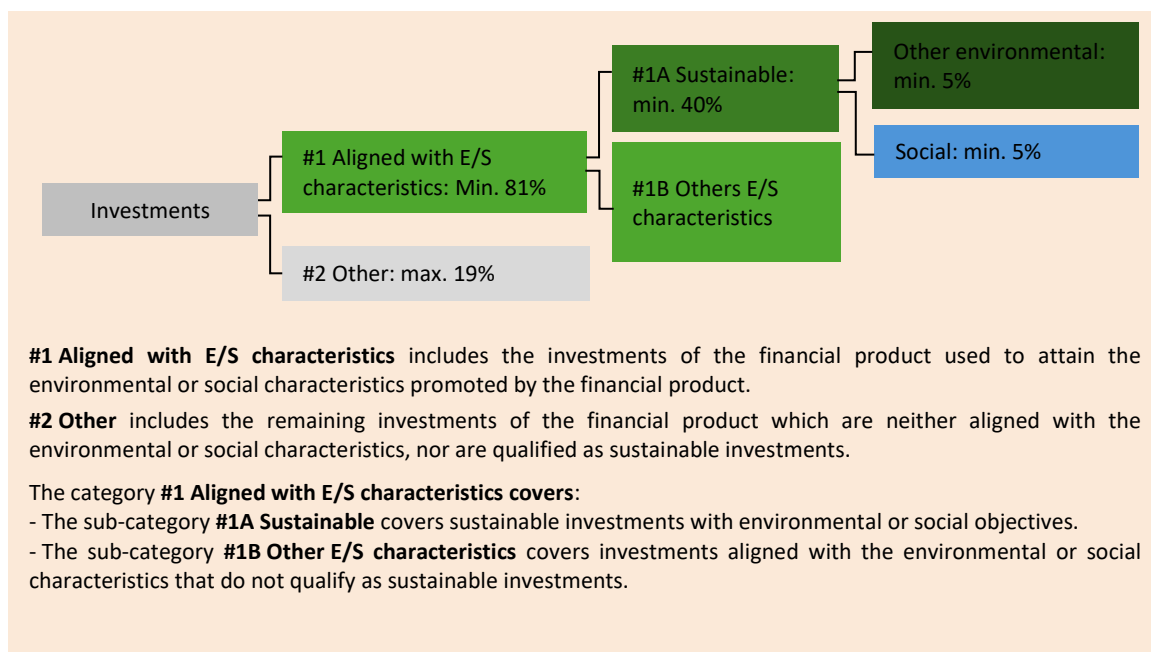 Other environmental:
min. 5%
#1A Sustainable:
min. 40%
Social: min. 5%
#1 Aligned with E/S
characteristics: Min. 81%
#1B Others E/S
characteristics
Investments
#2 Other: max. 19%
#1 Aligned with E/S characteristics includes the investments of the financial product used to attain the
environmental or social characteristics promoted by the financial product.
#2 Other includes the remaining investments of the financial product which are neither aligned with the
environmental or social characteristics, nor are qualified as sustainable investments.
The category #1 Aligned with E/S characteristics covers:
- The sub-category #1A Sustainable covers sustainable investments with environmental or social objectives.
- The sub-category #1B Other E/S characteristics covers investments aligned with the environmental or social
characteristics that do not qualify as sustainable investments.